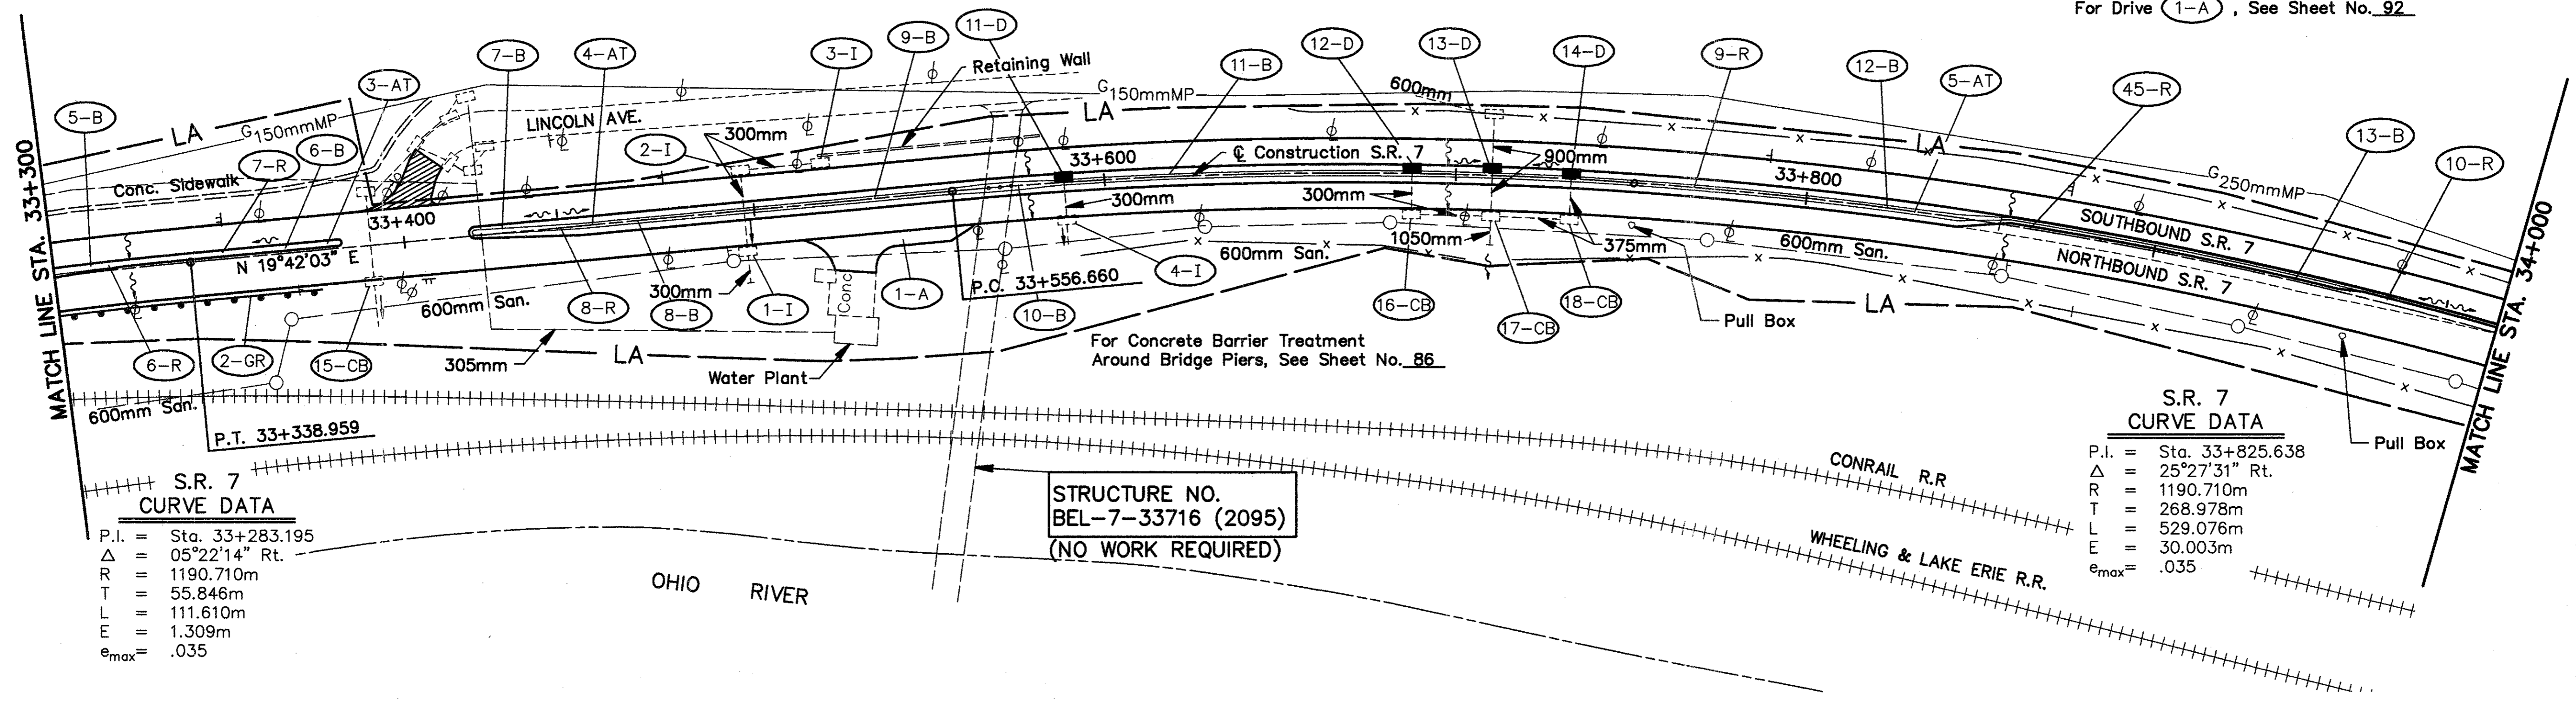 For Drive 1-A , See Sheet No. 92
11-D
9-B
3-I
4-AT
7-B
3-AT
5-B
12-D
13-D
14-D
9-R
12-B
5-AT
45-R
13-B
10-R
11-B
Retaining Wall
G 150mmMP
LA
600mm
LINCOLN AVE.
300mm
2-I
LA
G 150mmMP
6-B
7-R
Conc. Sidewalk
33+600
℄ Construction S.R. 7
900mm
LA
33+800
G 250mmMP
MATCH LINE STA. 33+300
33+400
300mm
300mm
SOUTHBOUND S.R. 7
NORTHBOUND S.R. 7
MATCH LINE STA. 34+000
N 19°42'03" E
1050mm
375mm
600mm San.
600mm San.
600mm San.
300mm
Conc
P.C. 33+556.660
4-I
1-A
1-I
8-B
8-R
10-B
16-CB
17-CB
18-CB
Pull Box
LA
6-R
2-GR
15-CB
305mm
LA
Water Plant
For Concrete Barrier Treatment
Around Bridge Piers, See Sheet No. 86
600mm San.
P.T. 33+338.959
Pull Box
S.R. 7
CURVE DATA
P.I. = Sta. 33+825.638
Δ = 25°27'31" Rt.
R = 1190.710m
T = 268.978m
L = 529.076m
E = 30.003m
emax= .035
CONRAIL R.R
WHEELING & LAKE ERIE R.R.
STRUCTURE NO.
BEL-7-33716 (2095)
(NO WORK REQUIRED)
S.R. 7
CURVE DATA
P.I. = Sta. 33+283.195
Δ = 05°22'14" Rt.
R = 1190.710m
T = 55.846m
L = 111.610m
E = 1.309m
emax= .035
OHIO RIVER